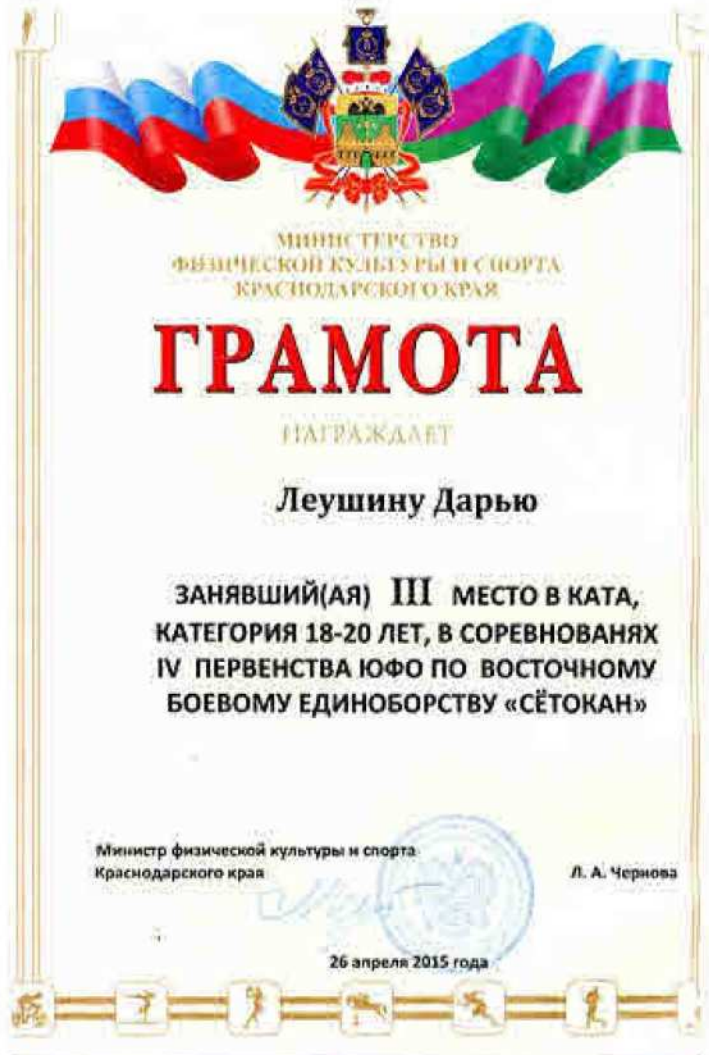 МИНИСТЕРСТВО
ФИЗИЧЕСКОЙ КУЛЬТУРЫ И СПОРТА
КРАСНОДАРСКОГО КРАЯ
ГРАМОТА
НАГРАЖДАЕТ
Леушину Дарью
ЗАНЯВШИЙ(АЯ) III МЕСТО В КАТА,
КАТЕГОРИЯ 18-20 ЛЕТ, В СОРЕВНОВАНЯХ
IV ПЕРВЕНСТВА ЮФО ПО ВОСТОЧНОМУ
БОЕВОМУ ЕДИНОБОРСТВУ «СЁТОКАН»
Министр физической культуры и спорта
Краснодарского края Л. А. Чернова
26 апреля 2015 года